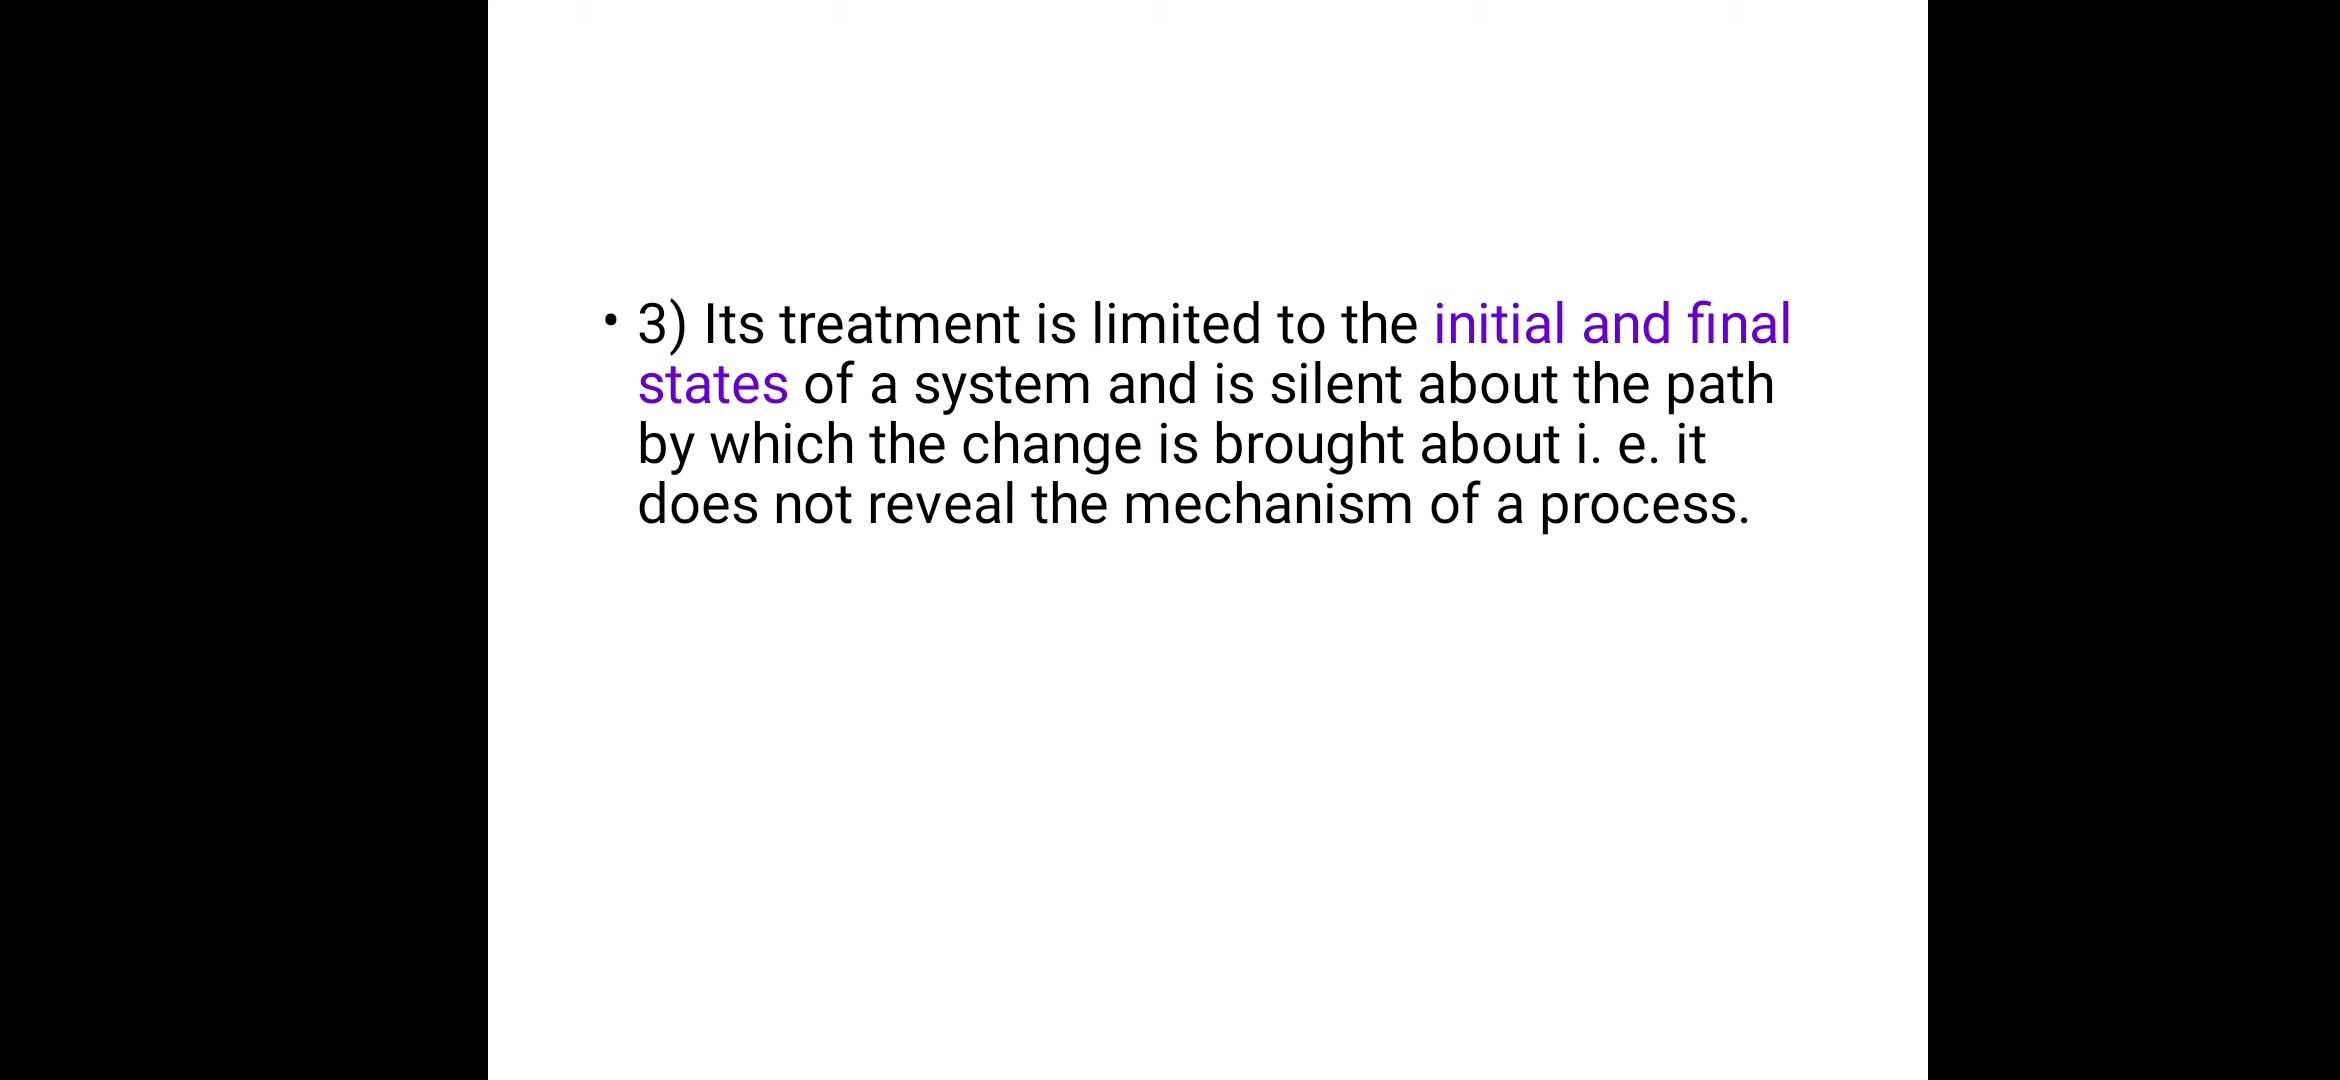 • 3) Its treatment is limited to the initial and final
states of a system and is silent about the path
by which the change is brought about i. e. it
does not reveal the mechanism of a process.